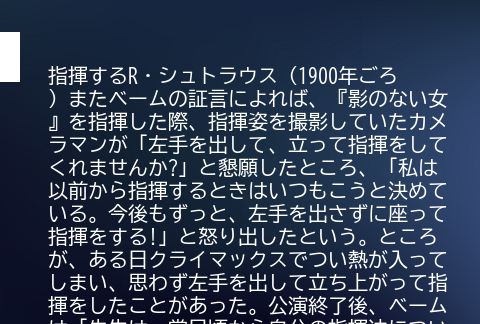 指揮するR・シュトラウス（1900年ごろ
）またベームの証言によれば、『影のない女
』を指揮した際、指揮姿を撮影していたカメ
ラマンが「左手を出して、立って指揮をして
くれませんか?」と懇願したところ、「私は
以前から指揮するときはいつもこうと決めて
いる。今後もずっと、左手を出さずに座って
指揮をする!」と怒り出したという。ところ
が、ある日クライマックスでつい熱が入って
しまい、思わず左手を出して立ち上がって指
揮をしたことがあった。公演終了後、ベーム